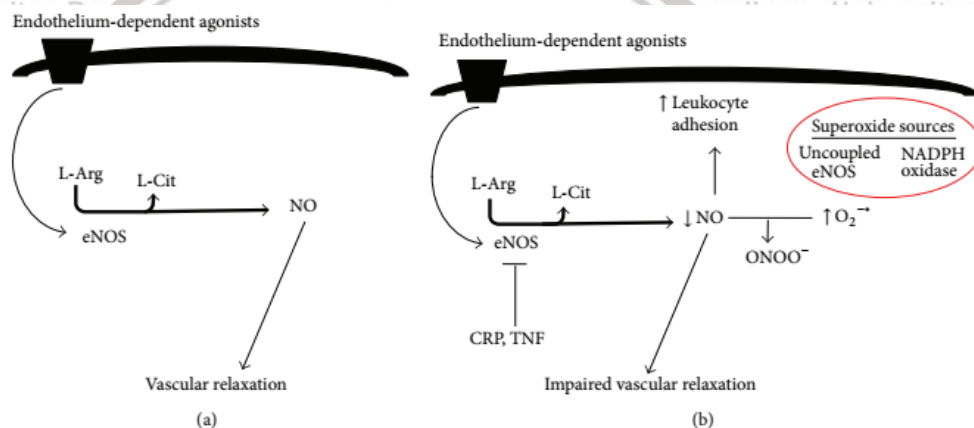 Endothelium-dependent agonists
L-Arg
L-Cit
NO
eNOS
Vascular relaxation
(a)
Endothelium-dependent agonists
↑ Leukocyte
adhesion
Superoxide sources
Uncoupled NADPH
eNOS oxidase
L-Arg
L-Cit
↓ NO
↑ O₂⁻→
eNOS
ONOO⁻
CRP, TNF
Impaired vascular relaxation
(b)